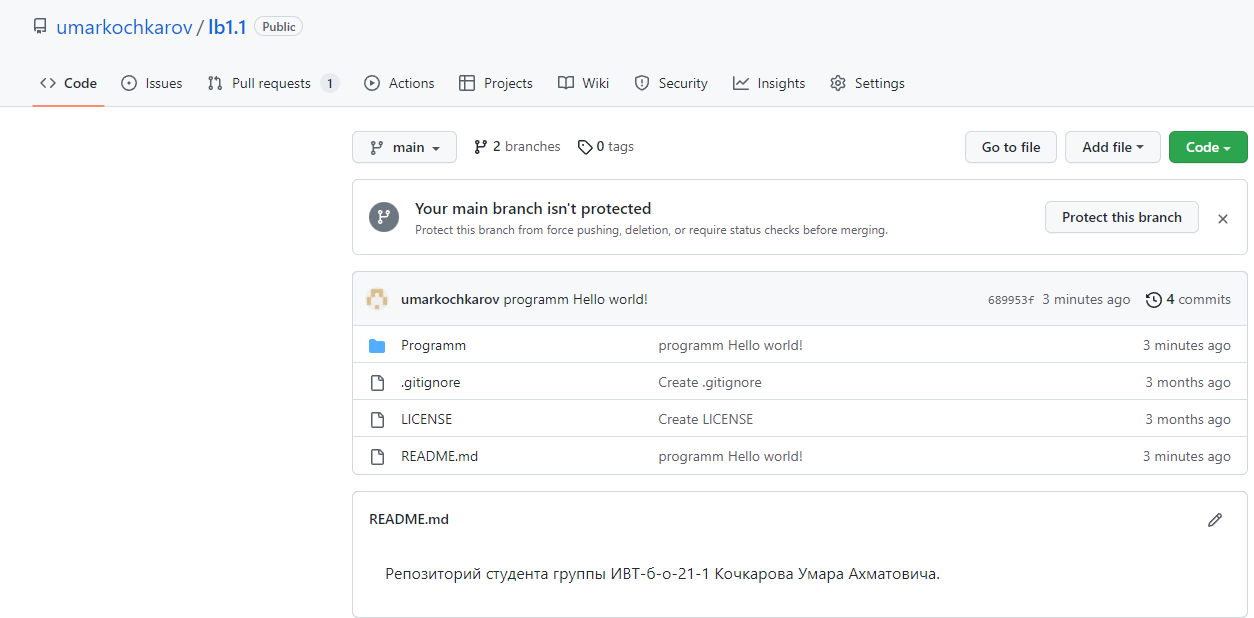 umarkochkarov / lb1.1 Public
Code Issues Pull requests 1 Actions Projects Wiki Security Insights Settings
main 2 branches 0 tags Go to file Add file Code
Your main branch isn't protected
Protect this branch from force pushing, deletion, or require status checks before merging.
Protect this branch
umarkochkarov programm Hello world! 689953f 3 minutes ago 4 commits
Programm programm Hello world! 3 minutes ago
.gitignore Create .gitignore 3 months ago
LICENSE Create LICENSE 3 months ago
README.md programm Hello world! 3 minutes ago
README.md
Репозиторий студента группы ИВТ-б-о-21-1 Кочкарова Умара Ахматовича.